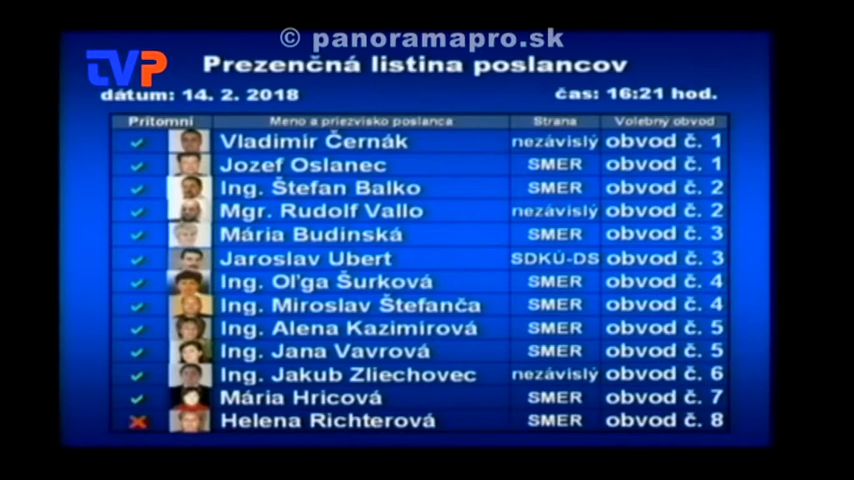 © panoramapro.sk
TVP
Prezenčná listina poslancov
dátum: 14. 2. 2018 čas: 16:21 hod.
Prítomní Meno a priezvisko poslanca Strana Volebný obvod
Vladimír Černák nezávislý obvod č. 1
Jozef Oslanec SMER obvod č. 1
Ing. Štefan Balko SMER obvod č. 2
Mgr. Rudolf Vallo nezávislý obvod č. 2
Mária Budinská SMER obvod č. 3
Jaroslav Ubert SDKÚ-DS obvod č. 3
Ing. Oľga Šurková SMER obvod č. 4
Ing. Miroslav Štefanča SMER obvod č. 4
Ing. Alena Kazimírová SMER obvod č. 5
Ing. Jana Vavrová SMER obvod č. 5
Ing. Jakub Zliechovec nezávislý obvod č. 6
Mária Hricová SMER obvod č. 7
Helena Richterová SMER obvod č. 8